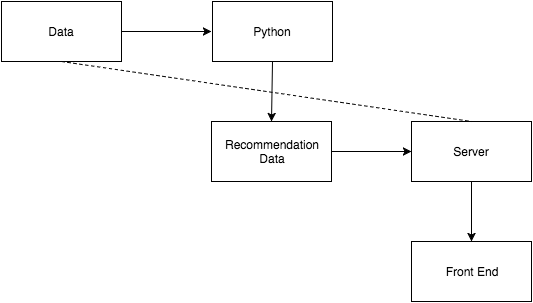 Data
Python
Recommendation
Data
Server
Front End